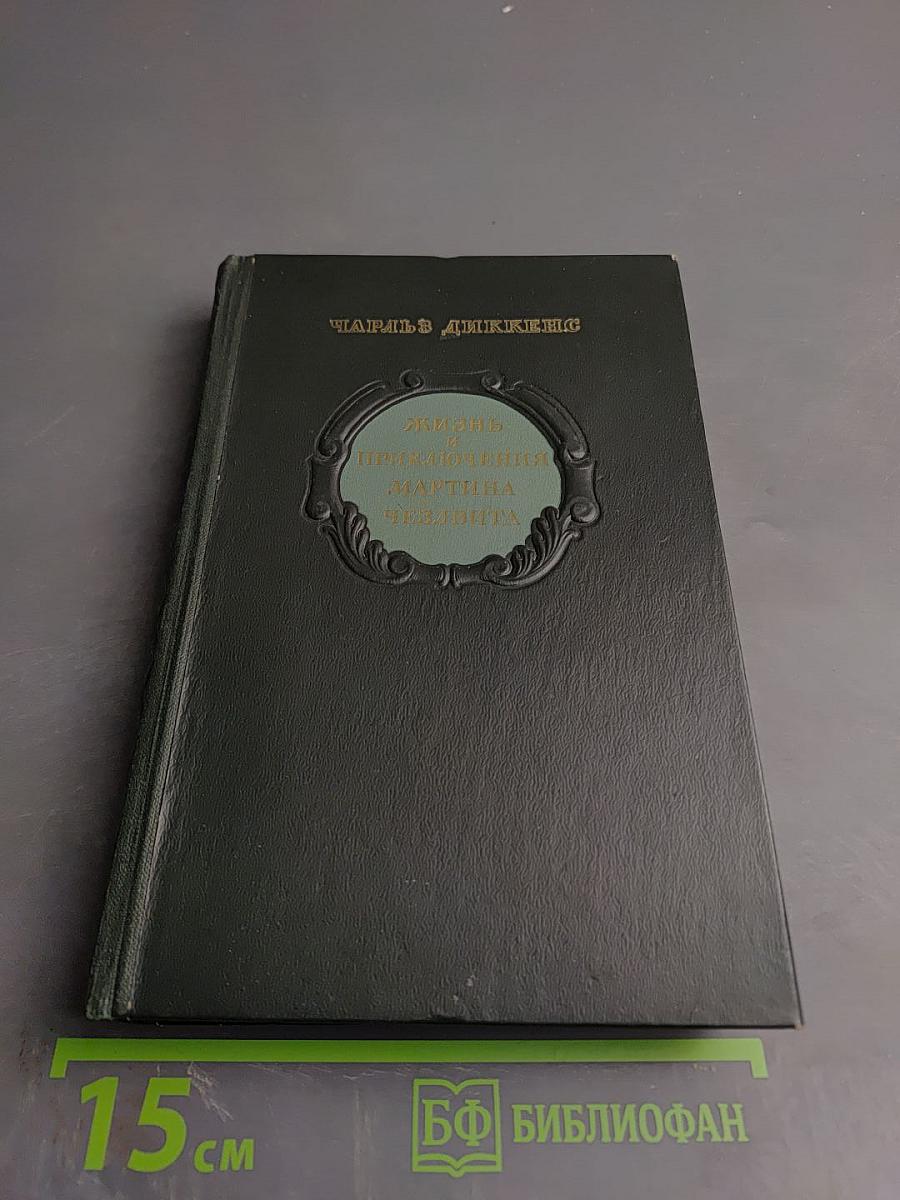 ЧАРЛЬЗ ДИККЕНС
ЖИЗНЬ
И
ПРИКЛЮЧЕНИЯ
МАРТИНА
ЧЕЗЛВИТА
15 см
БФ БИБЛИОФАН